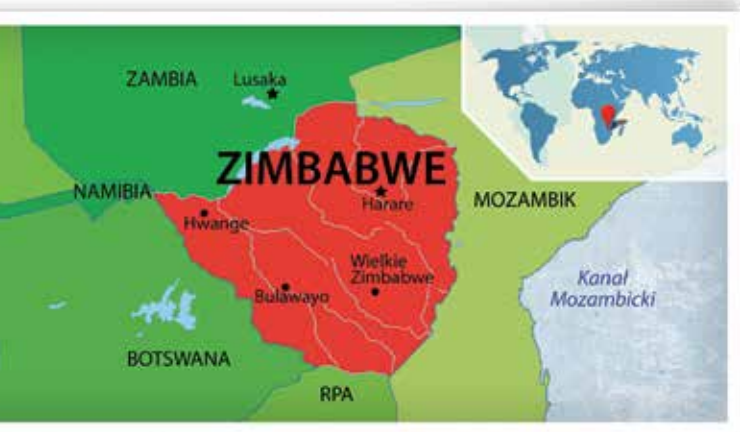 ZAMBIA
Lusaka
ZIMBABWE
NAMIBIA
Harare
MOZAMBIK
Hwange
Wielkie
Zimbabwe
Kanał
Mozambicki
Bulawayo
BOTSWANA
RPA